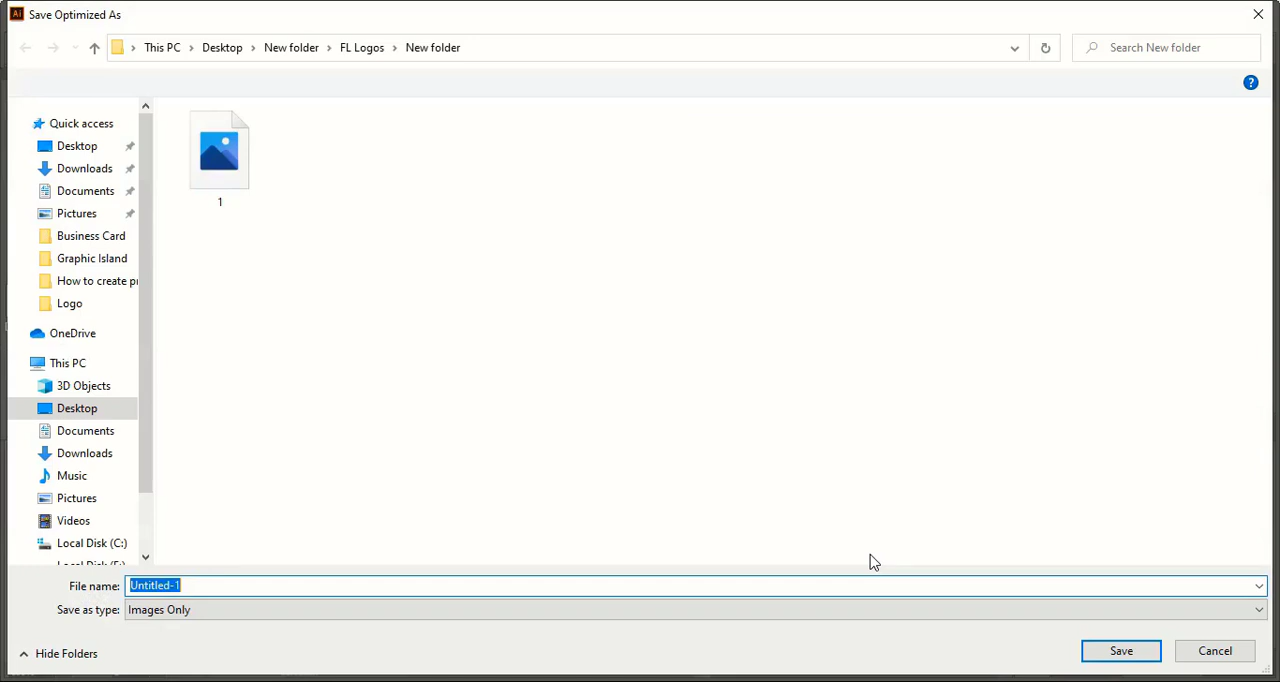 Ai Save Optimized As
This PC Desktop New folder FL Logos New folder
Search New folder
?
Quick access
Desktop
Downloads
Documents
Pictures
Business Card
Graphic Island
How to create pr
Logo
OneDrive
This PC
3D Objects
Desktop
Documents
Downloads
Music
Pictures
Videos
Local Disk (C:)
1
File name: Untitled-1
Save as type: Images Only
Hide Folders
Save
Cancel